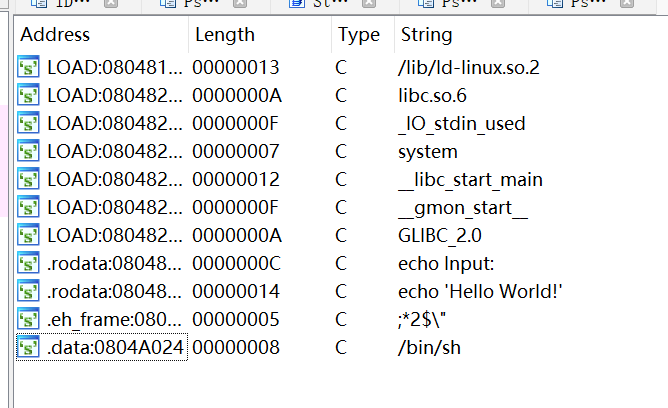 ID··· Ps··· St··· Ps··· Ps···
Address Length Type String
LOAD:080481... 00000013 C /lib/ld-linux.so.2
LOAD:080482... 0000000A C libc.so.6
LOAD:080482... 0000000F C _IO_stdin_used
LOAD:080482... 00000007 C system
LOAD:080482... 00000012 C __libc_start_main
LOAD:080482... 0000000F C __gmon_start__
LOAD:080482... 0000000A C GLIBC_2.0
.rodata:08048... 0000000C C echo Input:
.rodata:08048... 00000014 C echo 'Hello World!'
.eh_frame:080... 00000005 C ;*2$\"
.data:0804A024 00000008 C /bin/sh